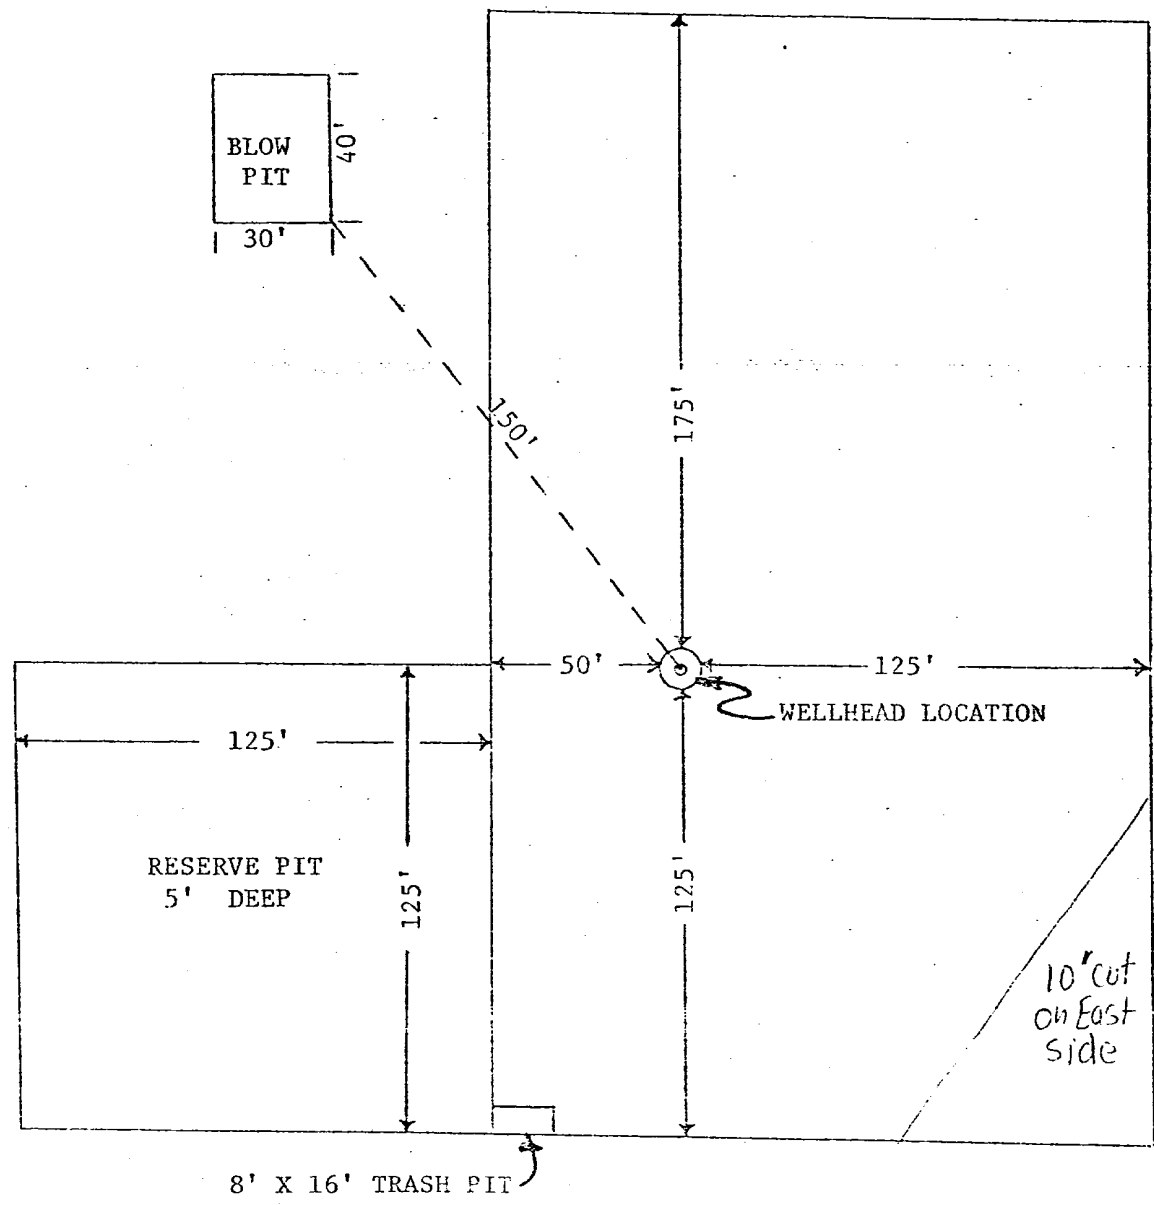 BLOW
PIT
40'
30'
150'
175'
50'
125'
WELLHEAD LOCATION
125'
RESERVE PIT
5' DEEP
125'
125'
10" cut
on East
side
8' X 16' TRASH PIT